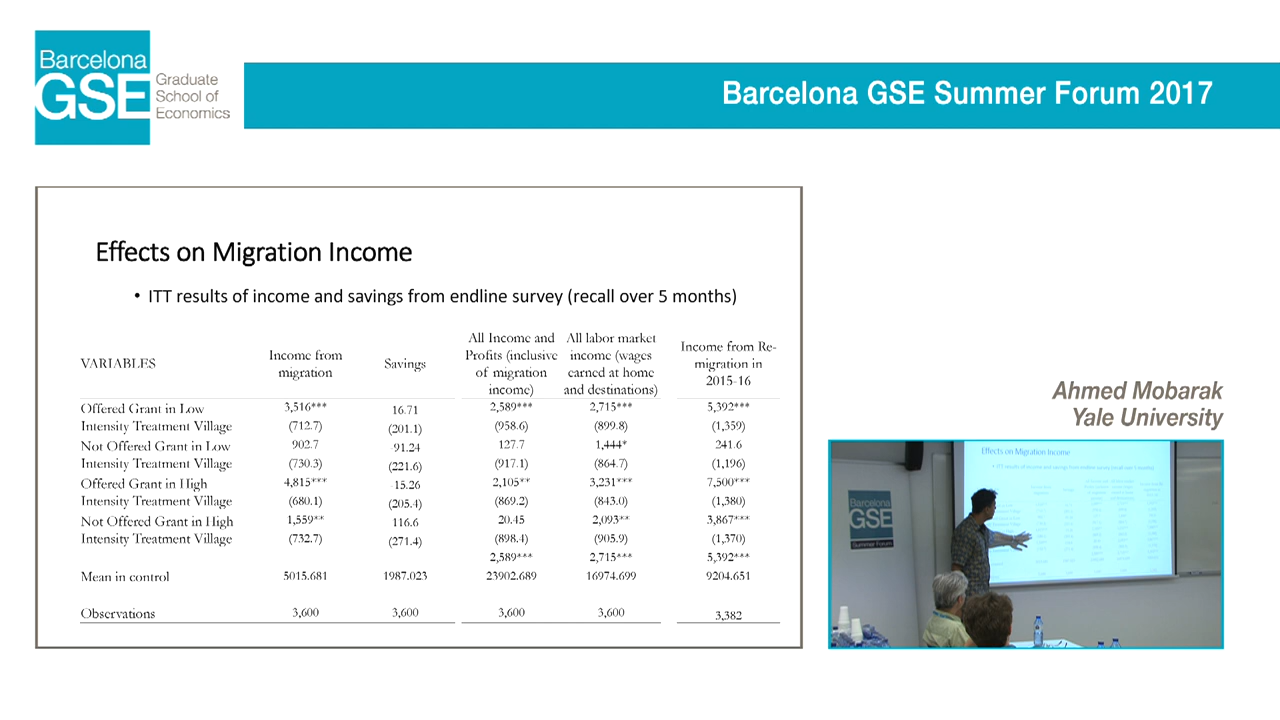 Barcelona
GSE
Graduate
School of
Economics
Barcelona GSE Summer Forum 2017
Effects on Migration Income
• ITT results of income and savings from endline survey (recall over 5 months)
VARIABLES Income from migration Savings All Income and Profits (inclusive of migration income) All labor market income (wages earned at home and destinations) Income from Re-migration in 2015-16
Offered Grant in Low 3,516*** 16.71 2,589*** 2,715*** 5,392***
Intensity Treatment Village (712.7) (201.1) (958.6) (899.8) (1,359)
Not Offered Grant in Low 902.7 -91.24 127.7 1,444* 241.6
Intensity Treatment Village (730.3) (221.6) (917.1) (864.7) (1,196)
Offered Grant in High 4,815*** -15.26 2,105** 3,231*** 7,500***
Intensity Treatment Village (680.1) (205.4) (869.2) (843.0) (1,380)
Not Offered Grant in High 1,559** 116.6 20.45 2,093** 3,867***
Intensity Treatment Village (732.7) (271.4) (898.4) (905.9) (1,370)
2,589*** 2,715*** 5,392***
Mean in control 5015.681 1987.023 23902.689 16974.699 9204.651
Observations 3,600 3,600 3,600 3,600 3,382
Ahmed Mobarak
Yale University
Effects on Migration Income
Barcelona
GSE
Summer Forum